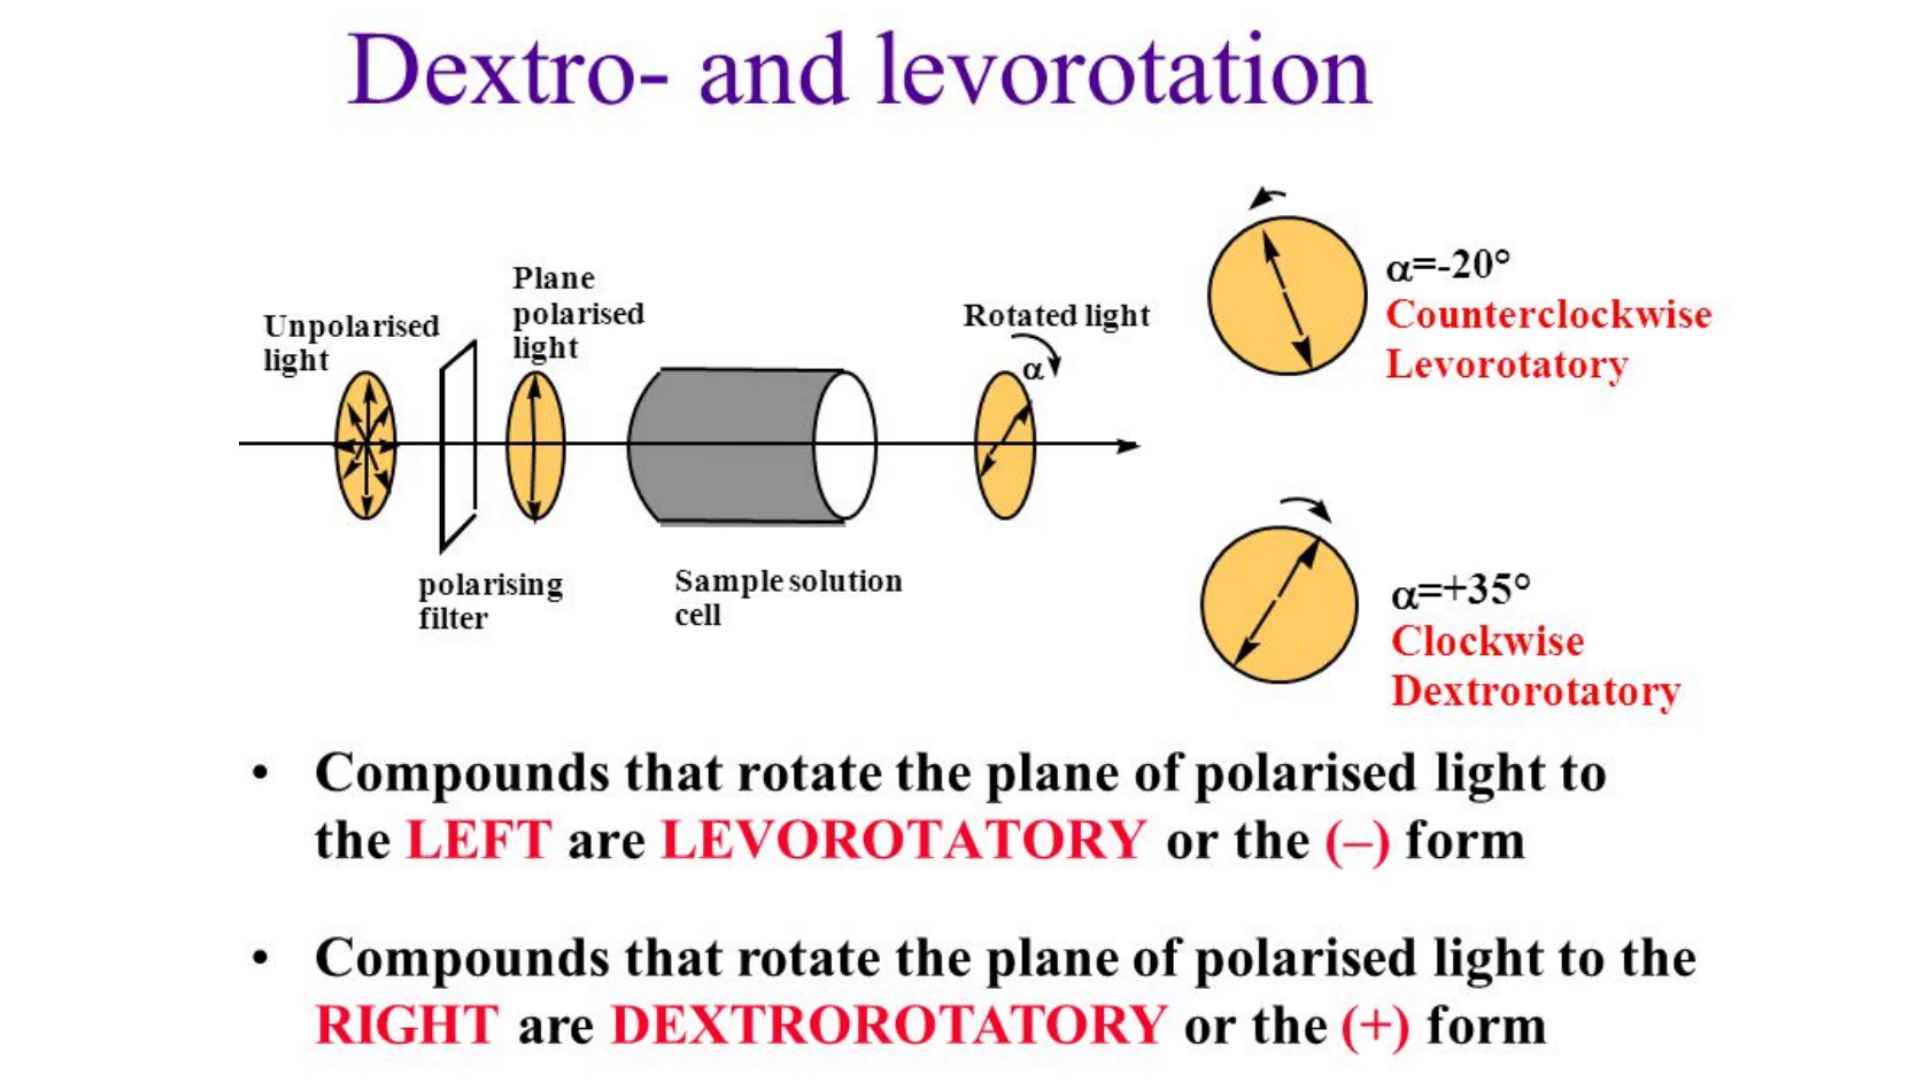 Dextro- and levorotation
Unpolarised
light
Plane
polarised
light
polarising
filter
Sample solution
cell
Rotated light
α
α=-20°
Counterclockwise
Levorotatory
α=+35°
Clockwise
Dextrorotatory
• Compounds that rotate the plane of polarised light to
the LEFT are LEVOROTATORY or the (–) form
• Compounds that rotate the plane of polarised light to the
RIGHT are DEXTROROTATORY or the (+) form